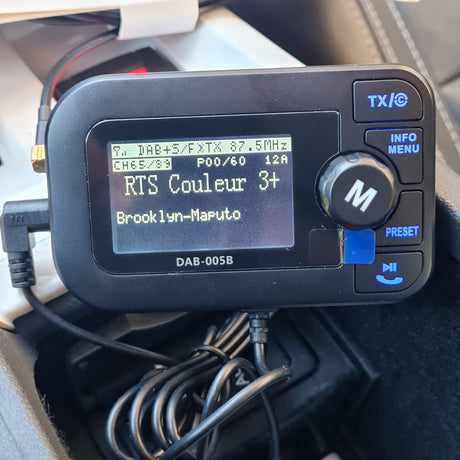 DAB+S/F TX 87.5MHz
CH65/89 P00/60 12A
RTS Couleur 3+
Brooklyn-Maputo
DAB-005B
TX/©
INFO
MENU
M
PRESET